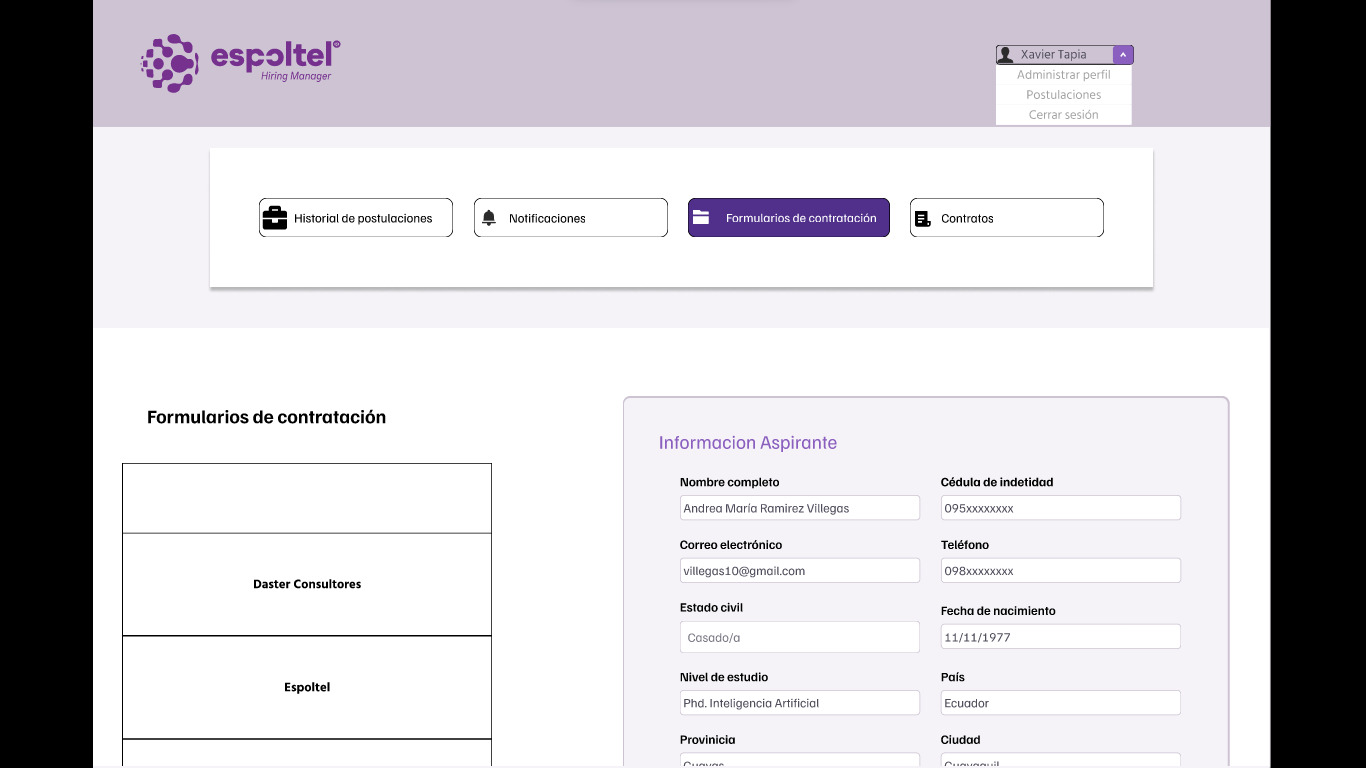 espoltel®
Hiring Manager
Xavier Tapia
Administrar perfil
Postulaciones
Cerrar sesión
Historial de postulaciones
Notificaciones
Formularios de contratación
Contratos
Formularios de contratación
Daster Consultores
Espoltel
Informacion Aspirante
Nombre completo
Cédula de indetidad
Andrea María Ramirez Villegas
095xxxxxxxx
Correo electrónico
Teléfono
villegas10@gmail.com
098xxxxxxxx
Estado civil
Fecha de nacimiento
Casado/a
11/11/1977
Nivel de estudio
País
Phd. Inteligencia Artificial
Ecuador
Provinicia
Ciudad
Guayas
Guayaquil